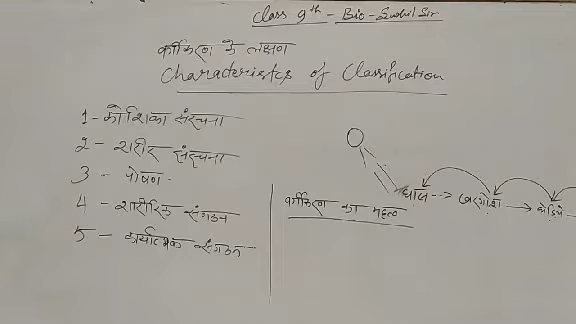 Class 9th - Bio - Sushil Sir
वर्गीकरण के लक्षण
Characteristics of Classification
1 - कोशिका संरचना
2 - शरीर संरचना
3 - पोषण -
4 - शारीरिक संगठन
5 - कार्यात्मक संगठन
वर्गीकरण का महत्व
घास --> खरगोश -->